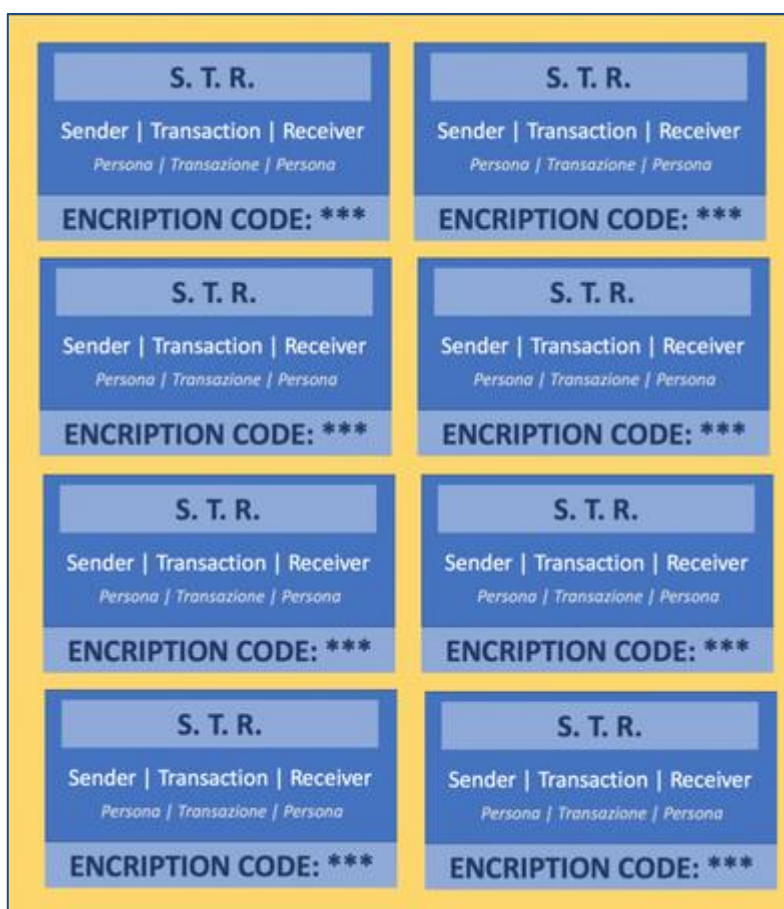 S. T. R.
Sender | Transaction | Receiver
Persona | Transazione | Persona
ENCRIPTION CODE: ***
S. T. R.
Sender | Transaction | Receiver
Persona | Transazione | Persona
ENCRIPTION CODE: ***
S. T. R.
Sender | Transaction | Receiver
Persona | Transazione | Persona
ENCRIPTION CODE: ***
S. T. R.
Sender | Transaction | Receiver
Persona | Transazione | Persona
ENCRIPTION CODE: ***
S. T. R.
Sender | Transaction | Receiver
Persona | Transazione | Persona
ENCRIPTION CODE: ***
S. T. R.
Sender | Transaction | Receiver
Persona | Transazione | Persona
ENCRIPTION CODE: ***
S. T. R.
Sender | Transaction | Receiver
Persona | Transazione | Persona
ENCRIPTION CODE: ***
S. T. R.
Sender | Transaction | Receiver
Persona | Transazione | Persona
ENCRIPTION CODE: ***